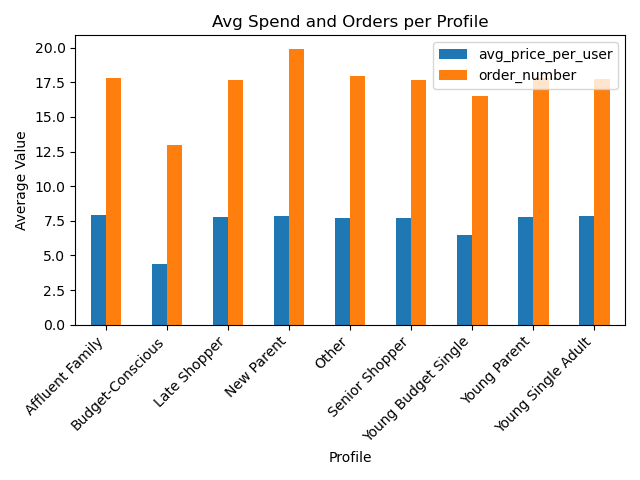 Avg Spend and Orders per Profile
avg_price_per_user
order_number
Average Value
20.0
17.5
15.0
12.5
10.0
7.5
5.0
2.5
0.0
Affluent Family
Budget-Conscious
Late Shopper
New Parent
Other
Senior Shopper
Young Budget Single
Young Parent
Young Single Adult
Profile